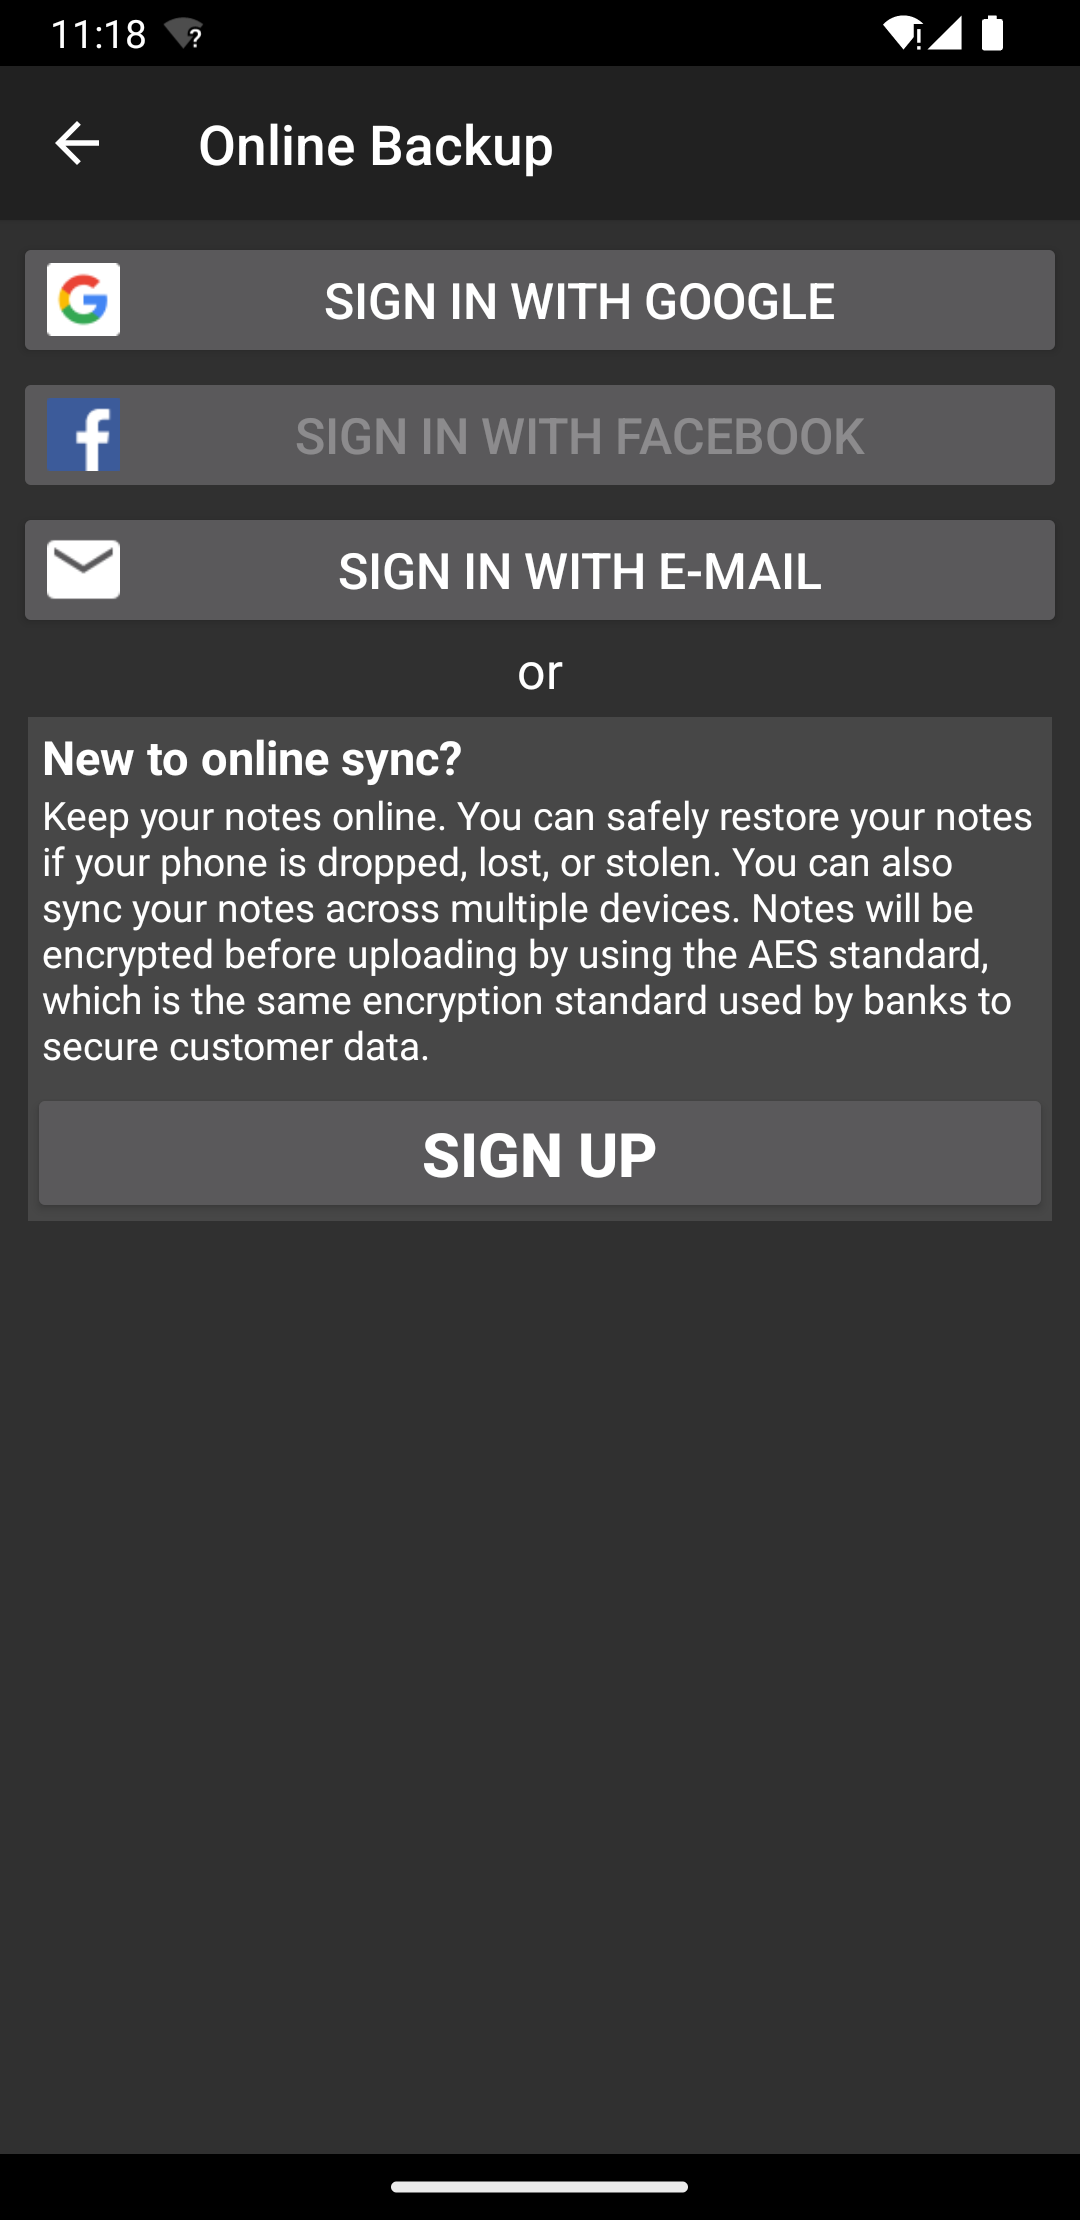 11:18
Online Backup
SIGN IN WITH GOOGLE
SIGN IN WITH FACEBOOK
SIGN IN WITH E-MAIL
or
New to online sync?
Keep your notes online. You can safely restore your notes
if your phone is dropped, lost, or stolen. You can also
sync your notes across multiple devices. Notes will be
encrypted before uploading by using the AES standard,
which is the same encryption standard used by banks to
secure customer data.
SIGN UP